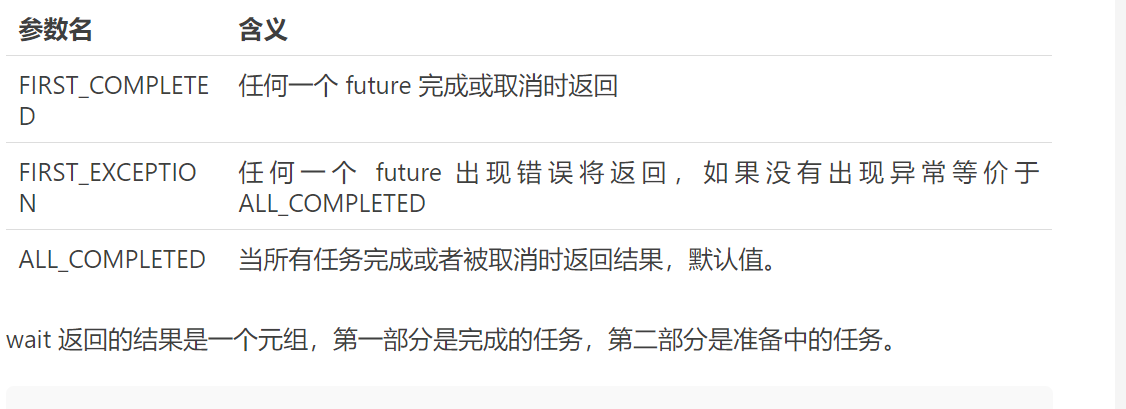 参数名 含义
FIRST_COMPLETE 任何一个 future 完成或取消时返回
D
FIRST_EXCEPTIO 任何一个 future 出现错误将返回，如果没有出现异常等价于
N ALL_COMPLETED
ALL_COMPLETED 当所有任务完成或者被取消时返回结果，默认值。
wait 返回的结果是一个元组，第一部分是完成的任务，第二部分是准备中的任务。